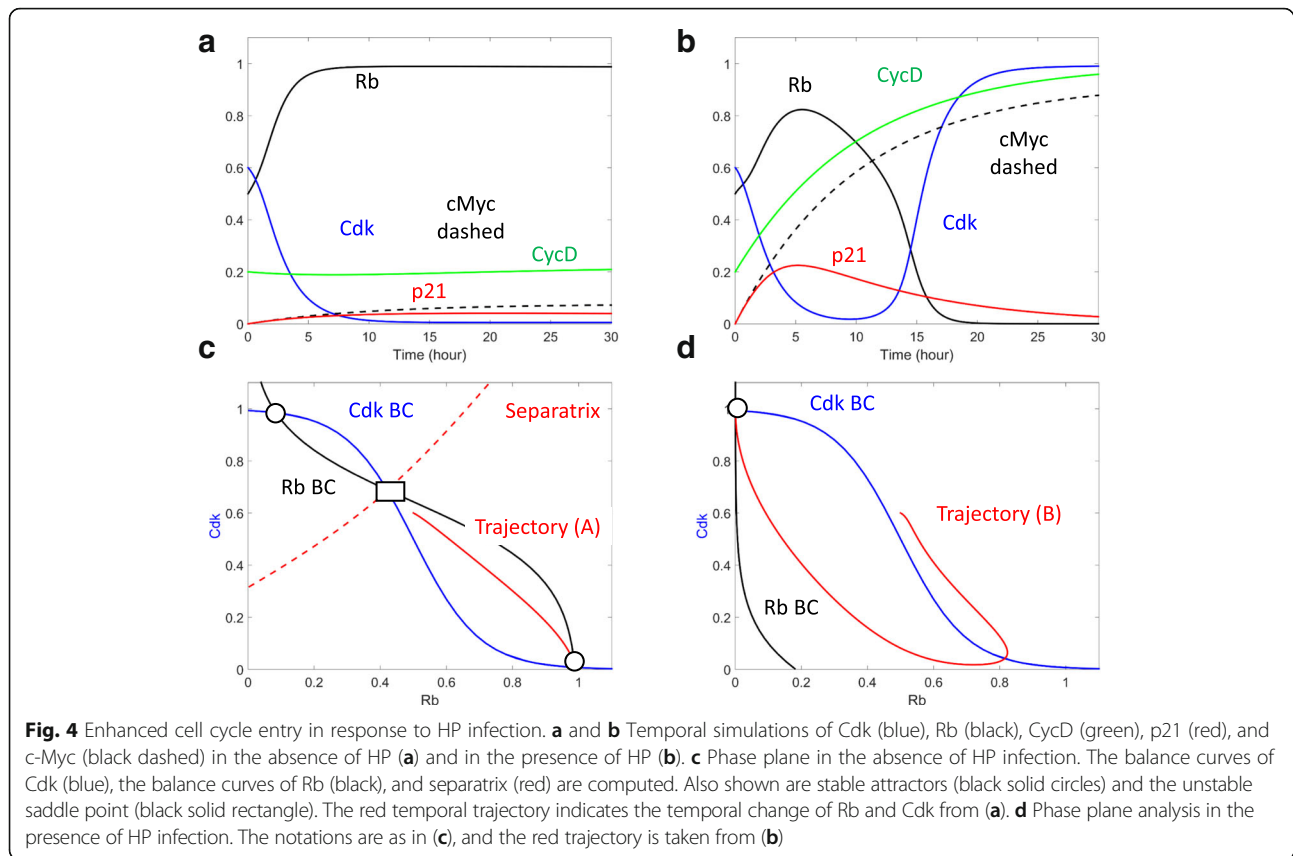 a
1
0.8
0.6
0.4
0.2
0
0 5 10 15 20 25 30
Time (hour)
Rb
Cdk
cMyc
dashed
CycD
p21
b
1
0.8
0.6
0.4
0.2
0
0 5 10 15 20 25 30
Time (hour)
Rb
CycD
cMyc
dashed
Cdk
p21
c
1
0.8
0.6
0.4
0.2
0
0 0.2 0.4 0.6 0.8 1
Cdk
Rb
Cdk BC
Separatrix
Rb BC
Trajectory (A)
d
1
0.8
0.6
0.4
0.2
0
0 0.2 0.4 0.6 0.8 1
Cdk
Rb
Cdk BC
Trajectory (B)
Rb BC
Fig. 4 Enhanced cell cycle entry in response to HP infection. a and b Temporal simulations of Cdk (blue), Rb (black), CycD (green), p21 (red), and
c-Myc (black dashed) in the absence of HP (a) and in the presence of HP (b). c Phase plane in the absence of HP infection. The balance curves of
Cdk (blue), the balance curves of Rb (black), and separatrix (red) are computed. Also shown are stable attractors (black solid circles) and the unstable
saddle point (black solid rectangle). The red temporal trajectory indicates the temporal change of Rb and Cdk from (a). d Phase plane analysis in the
presence of HP infection. The notations are as in (c), and the red trajectory is taken from (b)